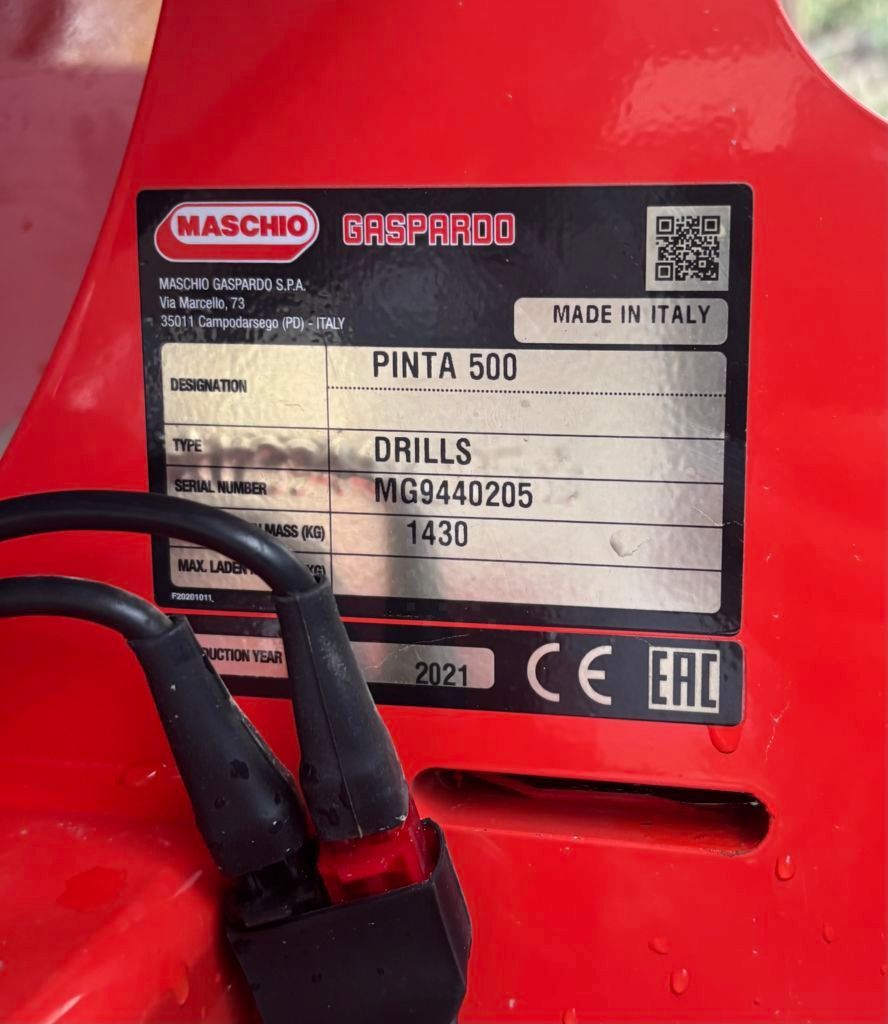 MASCHIO GASPARDO
MASCHIO GASPARDO S.P.A.
Via Marcello, 73
35011 Campodarsego (PD) - ITALY
MADE IN ITALY
DESIGNATION PINTA 500
TYPE DRILLS
SERIAL NUMBER MG9440205
MASS (KG) 1430
MAX. LADEN
F20201011
YEAR 2021
CE EAC